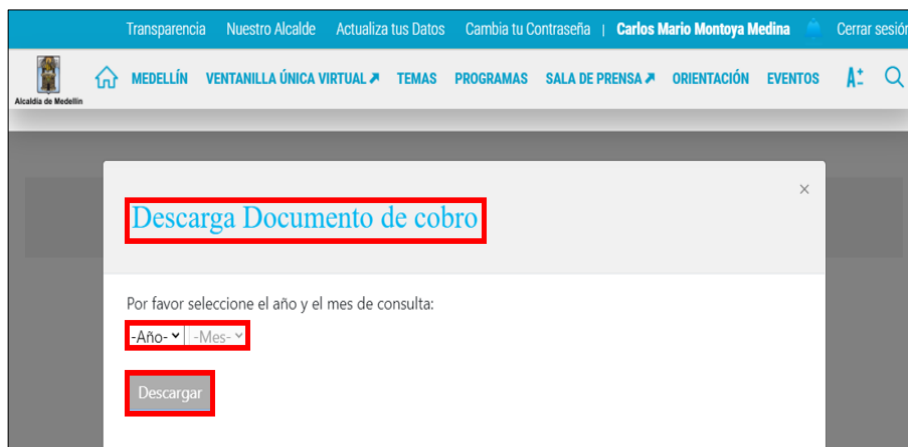 Transparencia Nuestro Alcalde Actualiza tus Datos Cambia tu Contraseña | Carlos Mario Montoya Medina Cerrar sesión
Alcaldía de Medellín
MEDELLÍN VENTANILLA ÚNICA VIRTUAL TEMAS PROGRAMAS SALA DE PRENSA ORIENTACIÓN EVENTOS A
×
Descarga Documento de cobro
Por favor seleccione el año y el mes de consulta:
-Año- -Mes-
Descargar